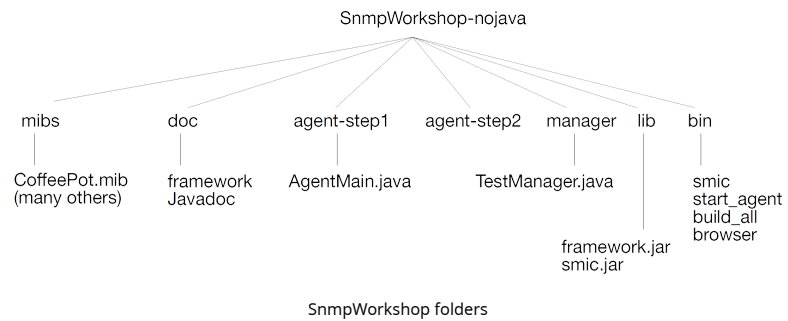 SnmpWorkshop-nojava
mibs
doc
agent-step1
agent-step2
manager
lib
bin
CoffeePot.mib
(many others)
framework
Javadoc
AgentMain.java
TestManager.java
framework.jar
smic.jar
smic
start_agent
build_all
browser
SnmpWorkshop folders